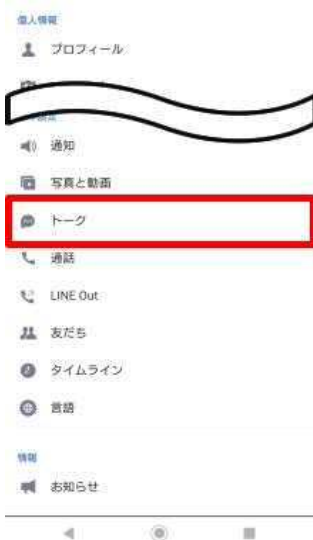 個人情報
プロフィール
通知
写真と動画
トーク
通話
LINE Out
友だち
タイムライン
言語
情報
お知らせ